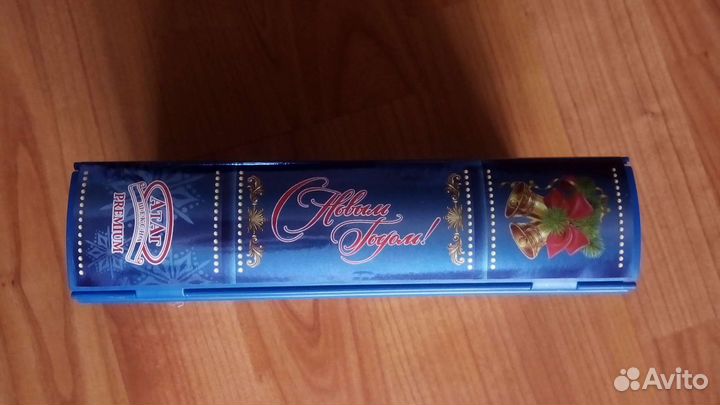 САТАГ
PREMIUM
С Новым
Годом!
Avito